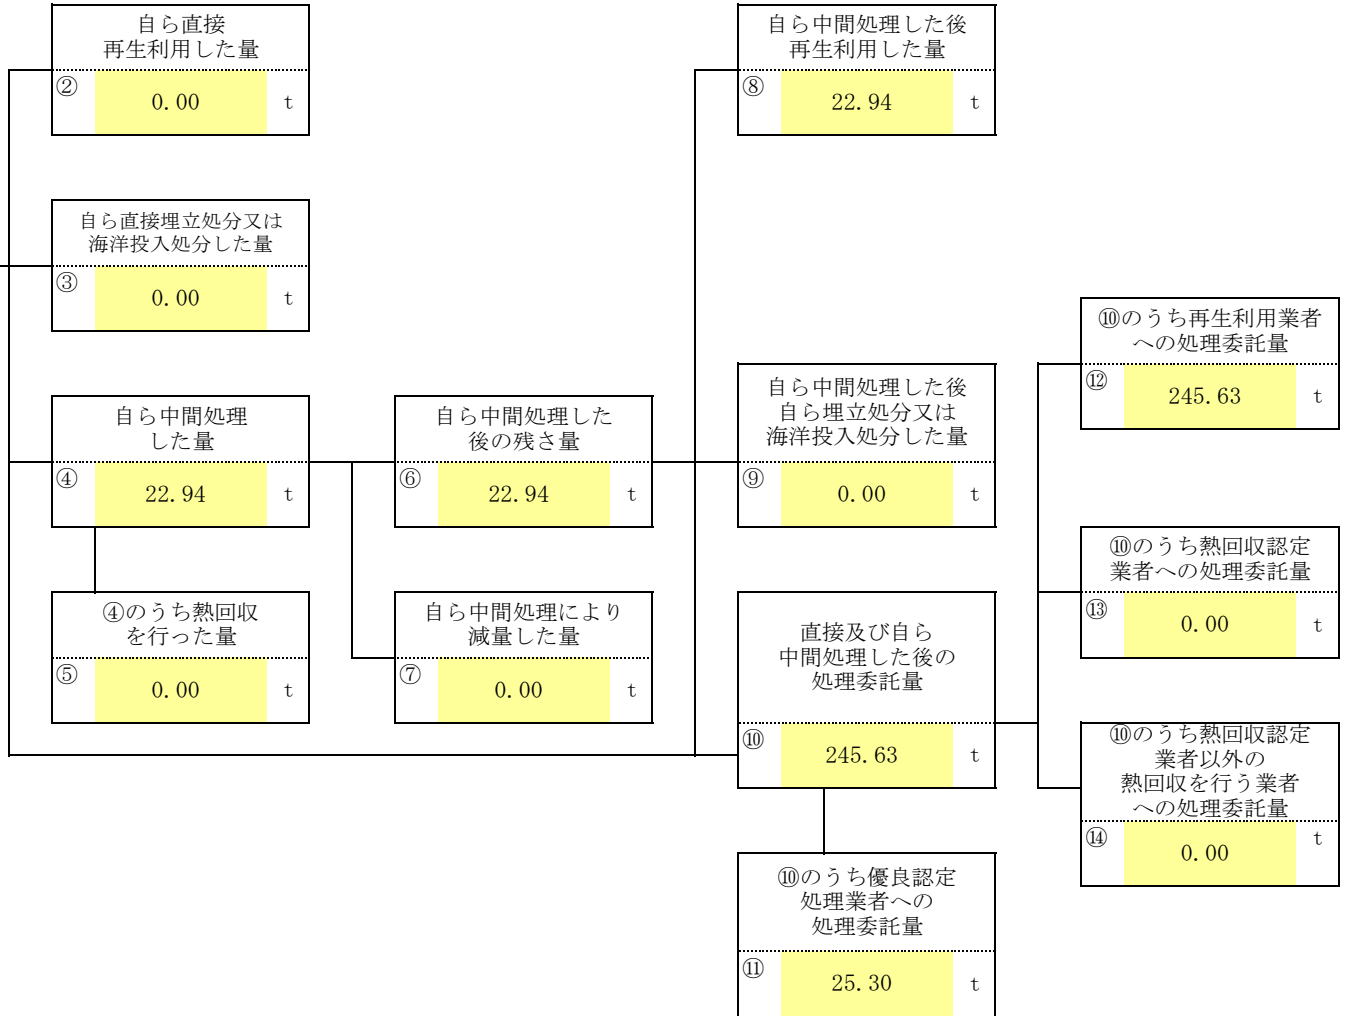 自ら直接
再生利用した量
② 0.00 t
自ら直接埋立処分又は
海洋投入処分した量
③ 0.00 t
自ら中間処理
した量
④ 22.94 t
④のうち熱回収
を行った量
⑤ 0.00 t
自ら中間処理した
後の残さ量
⑥ 22.94 t
自ら中間処理により
減量した量
⑦ 0.00 t
自ら中間処理した後
再生利用した量
⑧ 22.94 t
自ら中間処理した後
自ら埋立処分又は
海洋投入処分した量
⑨ 0.00 t
直接及び自ら
中間処理した後の
処理委託量
⑩ 245.63 t
⑩のうち優良認定
処理業者への
処理委託量
⑪ 25.30 t
⑩のうち再生利用業者
への処理委託量
⑫ 245.63 t
⑩のうち熱回収認定
業者への処理委託量
⑬ 0.00 t
⑩のうち熱回収認定
業者以外の
熱回収を行う業者
への処理委託量
⑭ 0.00 t